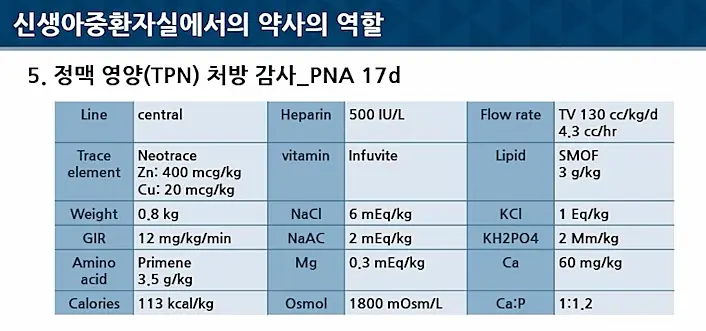 신생아중환자실에서의 약사의 역할
5. 정맥 영양(TPN) 처방 감사_PNA 17d
Line central Heparin 500 IU/L Flow rate TV 130 cc/kg/d
4.3 cc/hr
Trace element Neotrace vitamin Infuvite Lipid SMOF
Zn: 400 mcg/kg 3 g/kg
Cu: 20 mcg/kg
Weight 0.8 kg NaCl 6 mEq/kg KCl 1 Eq/kg
GIR 12 mg/kg/min NaAC 2 mEq/kg KH2PO4 2 Mm/kg
Amino acid Primene Mg 0.3 mEq/kg Ca 60 mg/kg
3.5 g/kg
Calories 113 kcal/kg Osmol 1800 mOsm/L Ca:P 1:1.2